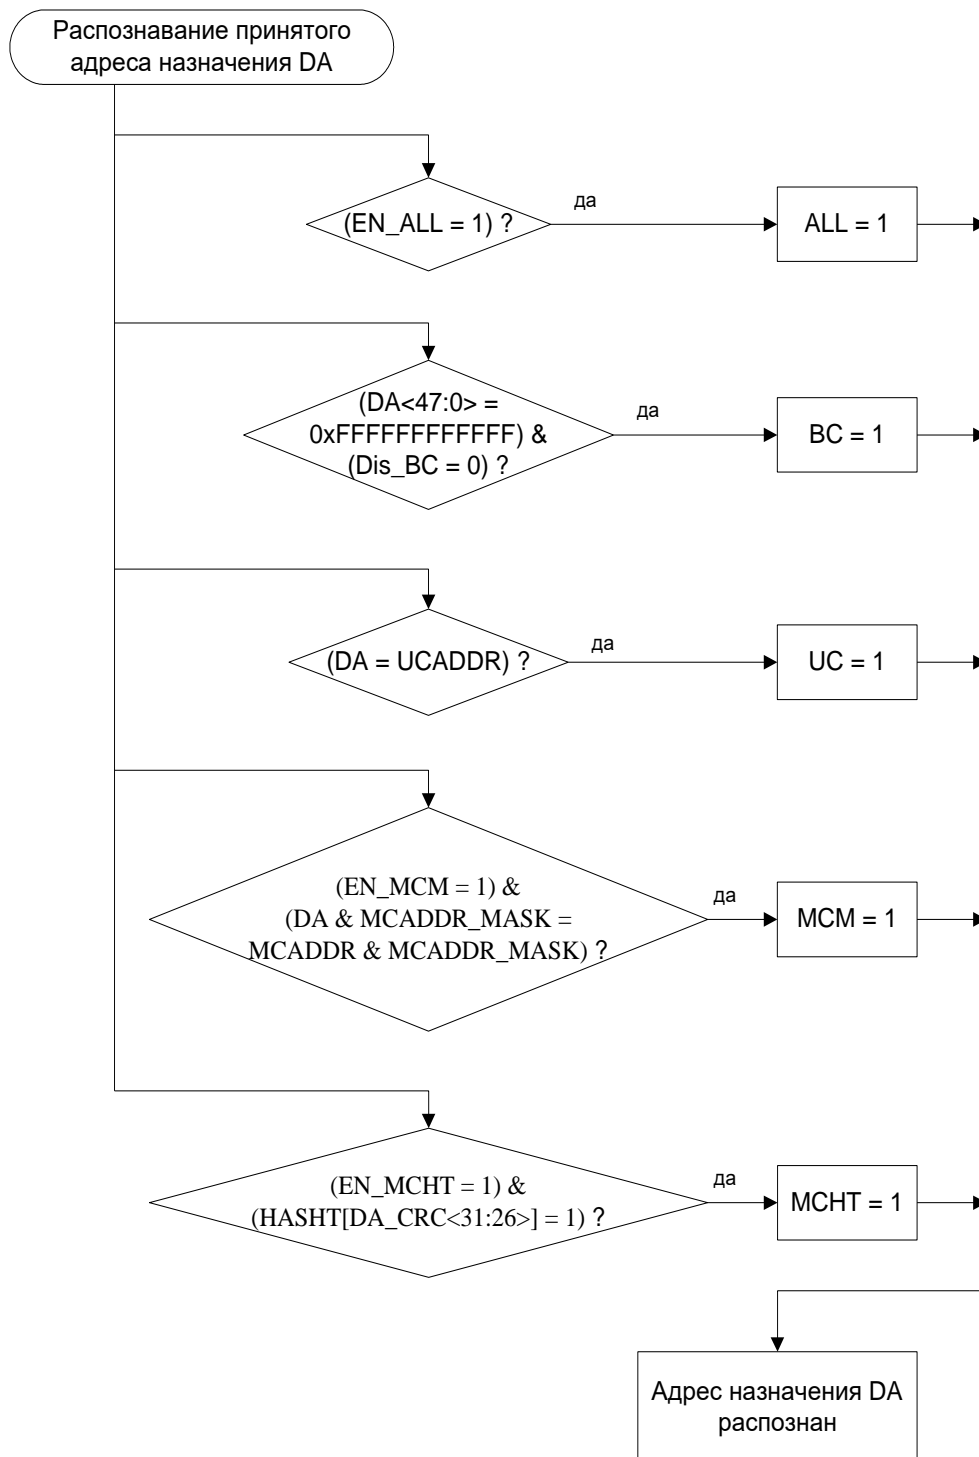 Распознавание принятого
адреса назначения DA
(EN_ALL = 1) ?
да
ALL = 1
(DA<47:0> =
0xFFFFFFFFFFFF) &
(Dis_BC = 0) ?
да
BC = 1
(DA = UCADDR) ?
да
UC = 1
(EN_MCM = 1) &
(DA & MCADDR_MASK =
MCADDR & MCADDR_MASK) ?
да
MCM = 1
(EN_MCHT = 1) &
(HASHT[DA_CRC<31:26>] = 1) ?
да
MCHT = 1
Адрес назначения DA
распознан